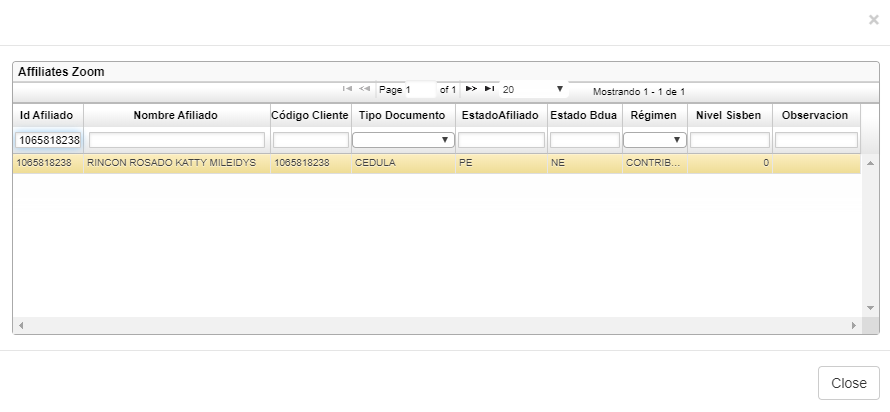 ×
Affiliates Zoom
Page 1 of 1 20 Mostrando 1 - 1 de 1
Id Afiliado Nombre Afiliado Código Cliente Tipo Documento EstadoAfiliado Estado Bdua Régimen Nivel Sisben Observacion
1065818238
1065818238 RINCON ROSADO KATTY MILEIDYS 1065818238 CEDULA PE NE CONTRIB... 0
Close